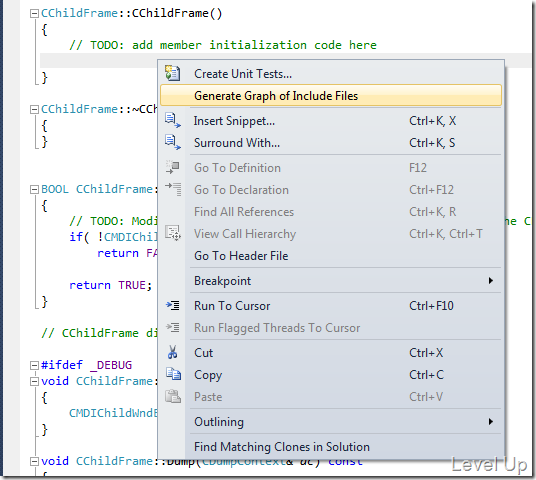 CChildFrame::CChildFrame()
{
// TODO: add member initialization code here
}
CChildFrame::~CCh
{
}
BOOL CChildFrame:
{
// TODO: Modi the C
if( !CMDIChil
return FA
return TRUE;
}
// CChildFrame di
#ifdef _DEBUG
void CChildFrame:
{
CMDIChildWndE
}
void CChildFrame::Dump(CDumpContext& dc) const
{
Create Unit Tests...
Generate Graph of Include Files
Insert Snippet... Ctrl+K, X
Surround With... Ctrl+K, S
Go To Definition F12
Go To Declaration Ctrl+F12
Find All References Ctrl+K, R
View Call Hierarchy Ctrl+K, Ctrl+T
Go To Header File
Breakpoint
Run To Cursor Ctrl+F10
Run Flagged Threads To Cursor
Cut Ctrl+X
Copy Ctrl+C
Paste Ctrl+V
Outlining
Find Matching Clones in Solution
Level Up